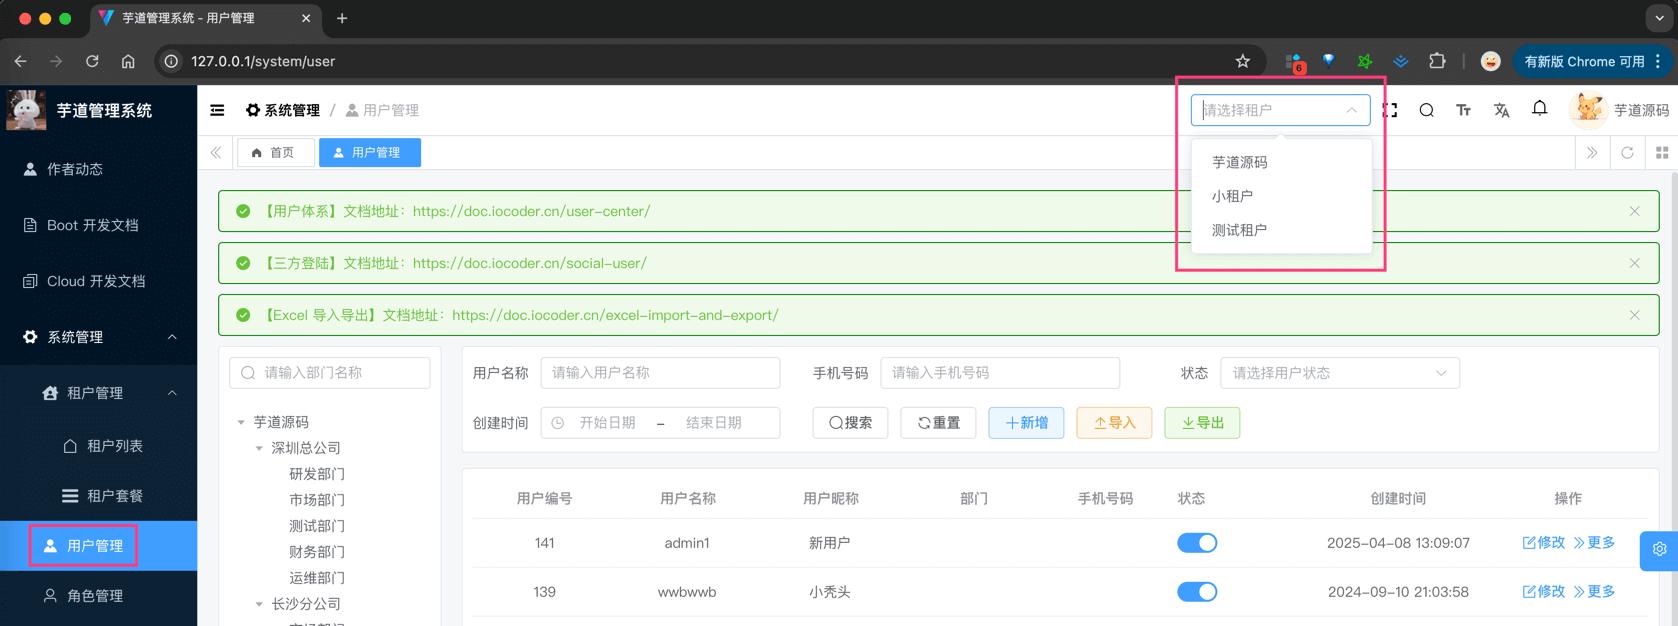 芋道管理系统 - 用户管理
127.0.0.1/system/user
6
有新版 Chrome 可用
芋道管理系统
系统管理 / 用户管理
请选择租户
芋道源码
首页
用户管理
芋道源码
小租户
测试租户
作者动态
Boot 开发文档
Cloud 开发文档
系统管理
租户管理
租户列表
租户套餐
用户管理
角色管理
【用户体系】文档地址：https://doc.iocoder.cn/user-center/
【三方登陆】文档地址：https://doc.iocoder.cn/social-user/
【Excel 导入导出】文档地址：https://doc.iocoder.cn/excel-import-and-export/
请输入部门名称
芋道源码
深圳总公司
研发部门
市场部门
测试部门
财务部门
运维部门
长沙分公司
市场部门
用户名称 请输入用户名称 手机号码 请输入手机号码 状态 请选择用户状态
创建时间 开始日期 - 结束日期 搜索 重置 新增 导入 导出
用户编号 用户名称 用户昵称 部门 手机号码 状态 创建时间 操作
141 admin1 新用户 2025-04-08 13:09:07 修改 更多
139 wwbwwb 小秃头 2024-09-10 21:03:58 修改 更多